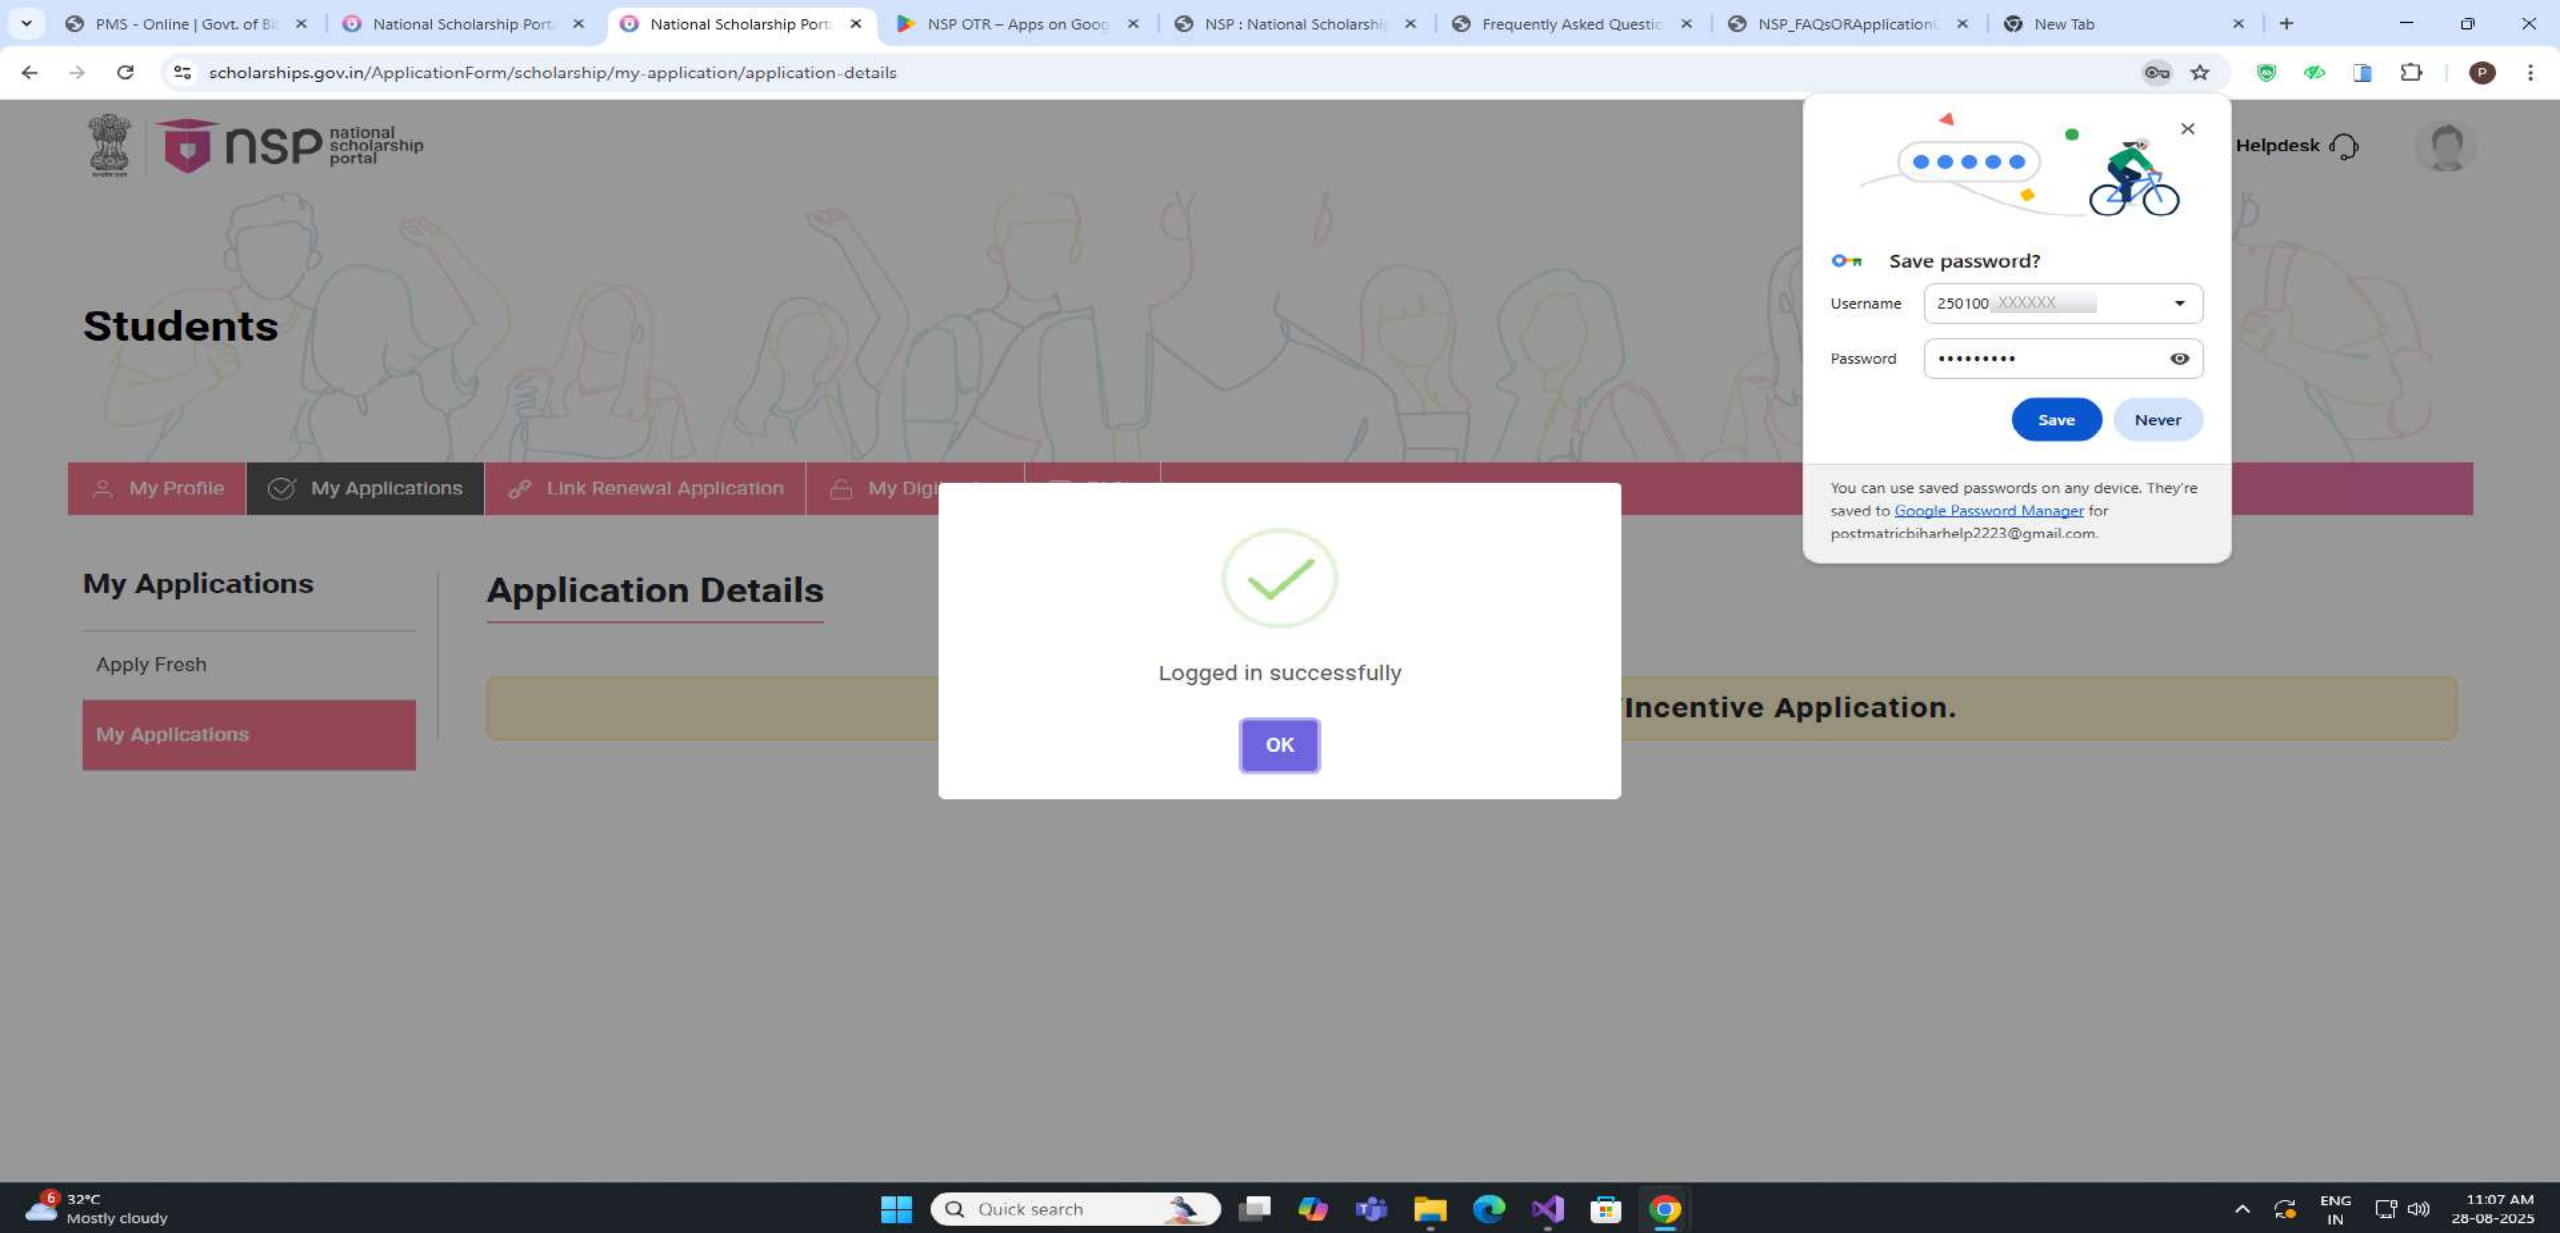 PMS - Online | Govt. of Bi
National Scholarship Port
National Scholarship Port
NSP OTR – Apps on Goog
NSP : National Scholarshi
Frequently Asked Questio
NSP_FAQsORApplication
New Tab
scholarships.gov.in/ApplicationForm/scholarship/my-application/application-details
P
nsp national
scholarship
portal
Helpdesk
Save password?
Username 250100 XXXXXX
Password •••••••••
Save Never
You can use saved passwords on any device. They're
saved to Google Password Manager for
postmatricbiharhelp2223@gmail.com.
Students
My Profile
My Applications
Link Renewal Application
My Digi
My Applications
Apply Fresh
My Applications
Application Details
Incentive Application.
Logged in successfully
OK
6
32°C
Mostly cloudy
Quick search
ENG
IN
11:07 AM
28-08-2025